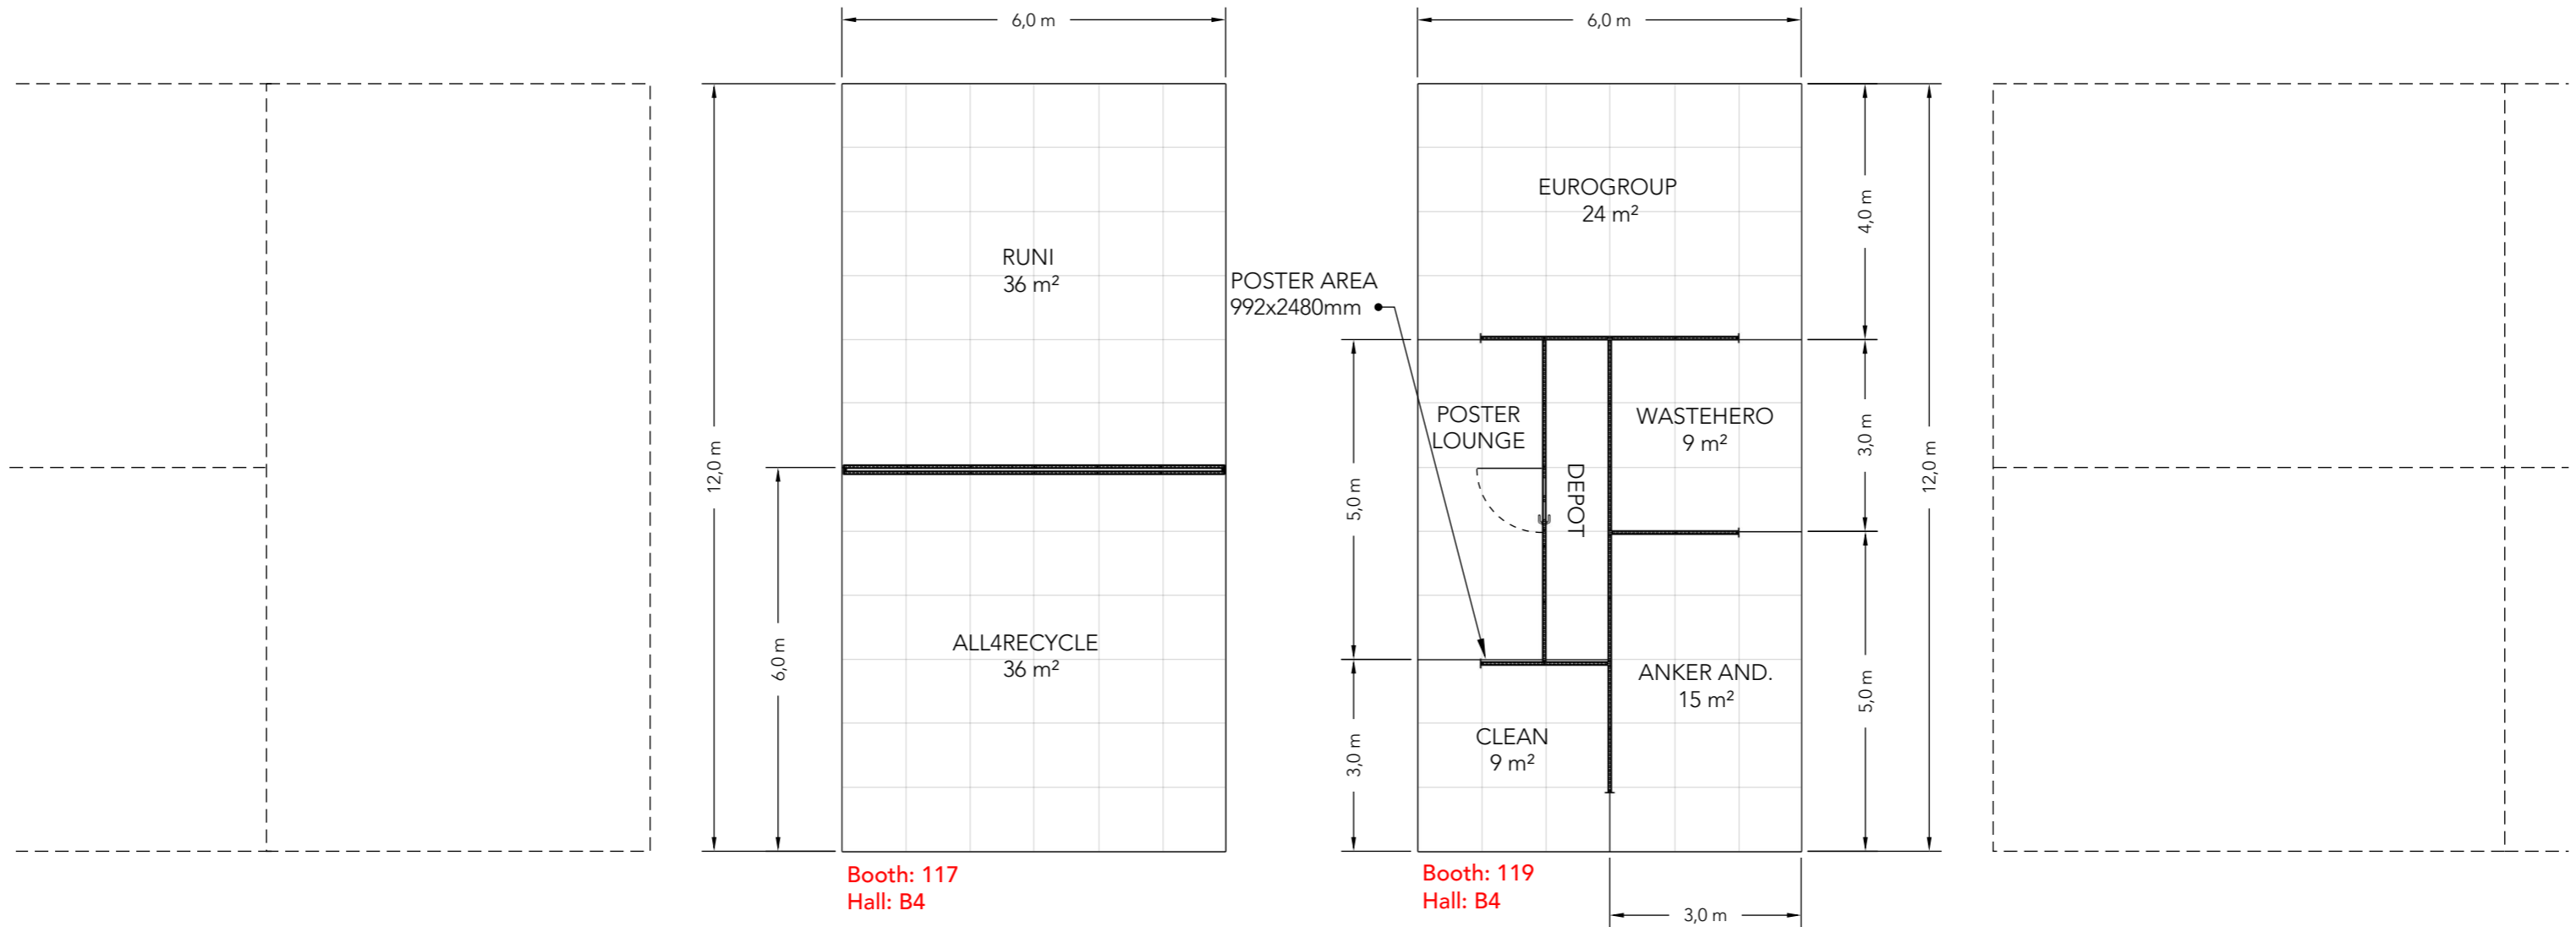 6,0 m
6,0 m
EUROGROUP
24 m²
4,0 m
RUNI
36 m²
POSTER AREA
992x2480mm
POSTER
LOUNGE
WASTEHERO
9 m²
3,0 m
12,0 m
12,0 m
5,0 m
DEPOT
6,0 m
ALL4RECYCLE
36 m²
ANKER AND.
15 m²
5,0 m
CLEAN
9 m²
3,0 m
Booth: 117
Hall: B4
Booth: 119
Hall: B4
3,0 m